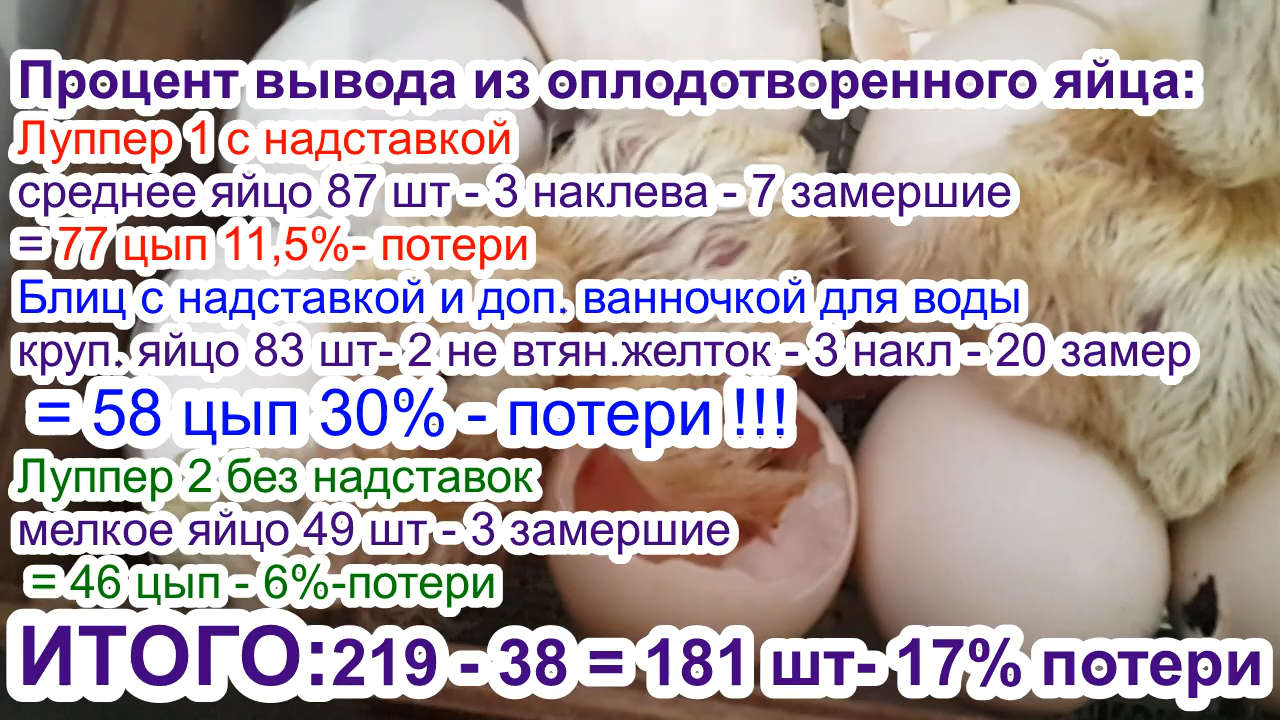 Процент вывода из оплодотворенного яйца:
Луппер 1 с надставкой
среднее яйцо 87 шт - 3 наклева - 7 замершие
= 77 цып 11,5%- потери
Блиц с надставкой и доп. ванночкой для воды
круп. яйцо 83 шт- 2 не втян.желток - 3 накл - 20 замер
= 58 цып 30% - потери !!!
Луппер 2 без надставок
мелкое яйцо 49 шт - 3 замершие
= 46 цып - 6%-потери
ИТОГО:219 - 38 = 181 шт- 17% потери